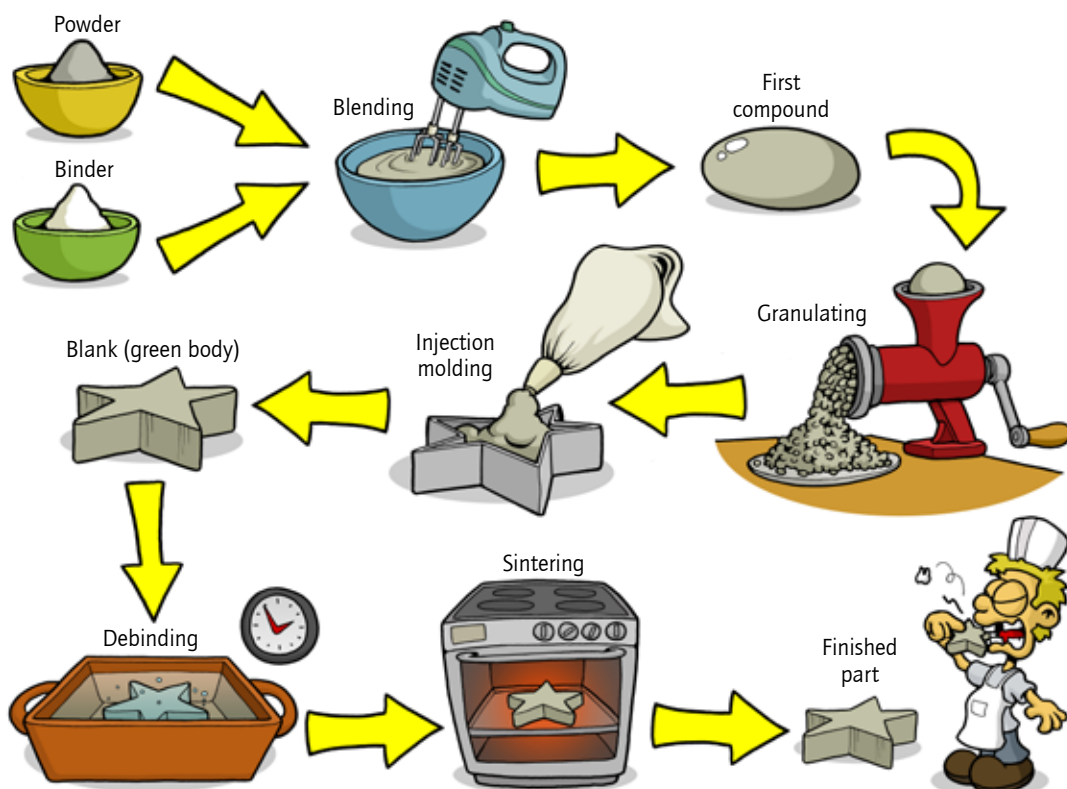 Powder
Binder
Blending
First
compound
Granulating
Injection
molding
Blank (green body)
Debinding
Sintering
Finished
part